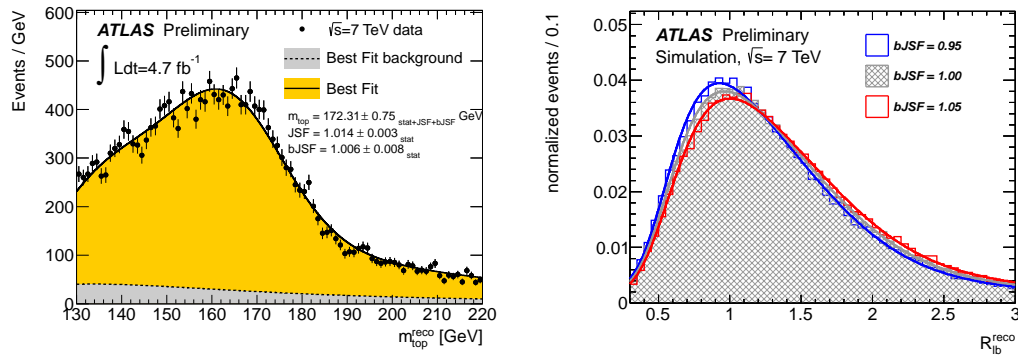 ATLAS Preliminary
√s=7 TeV data
∫ Ldt=4.7 fb⁻¹
Best Fit background
Best Fit
m_top = 172.31 ± 0.75 stat+JSF+bJSF GeV
JSF = 1.014 ± 0.003 stat
bJSF = 1.006 ± 0.008 stat
Events / GeV
600
500
400
300
200
100
0
130 140 150 160 170 180 190 200 210 220
m_top^reco [GeV]
ATLAS Preliminary
Simulation, √s= 7 TeV
bJSF = 0.95
bJSF = 1.00
bJSF = 1.05
normalized events / 0.1
0.05
0.04
0.03
0.02
0.01
0
0.5 1 1.5 2 2.5 3
R_lb^reco